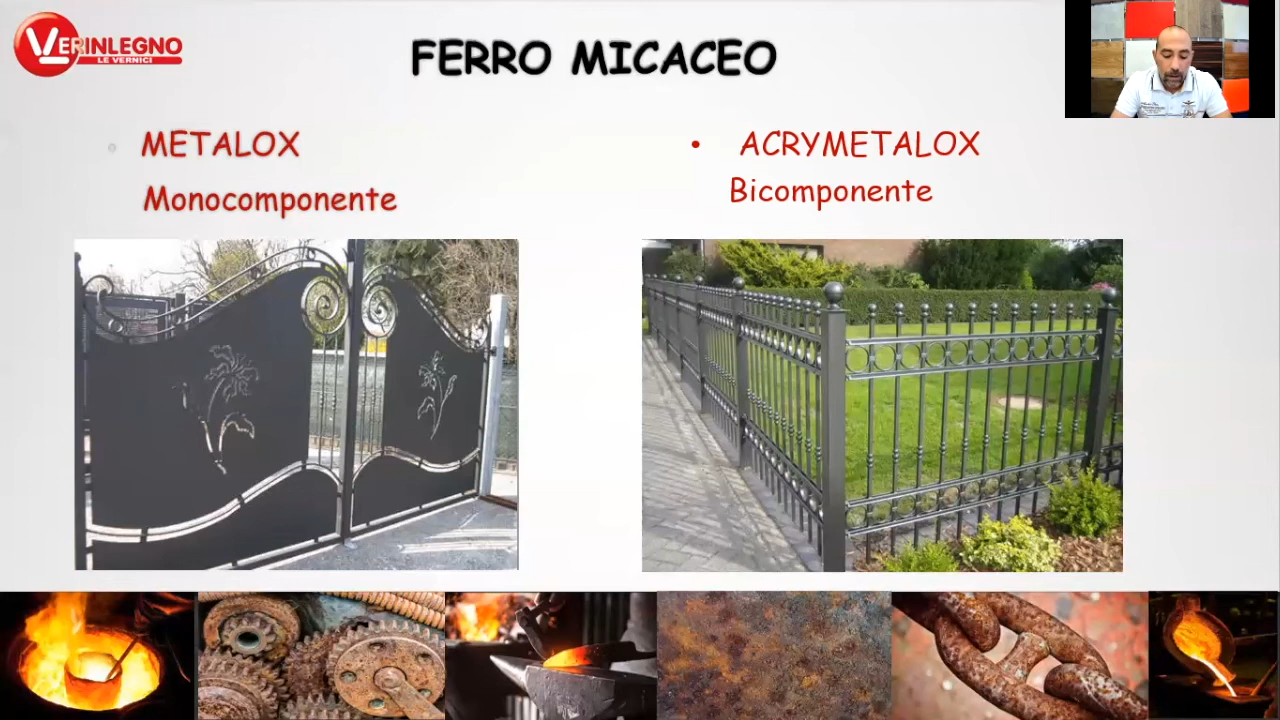 VERINLEGNO
LE VERNICI
FERRO MICACEO
METALOX
Monocomponente
• ACRYMETALOX
Bicomponente